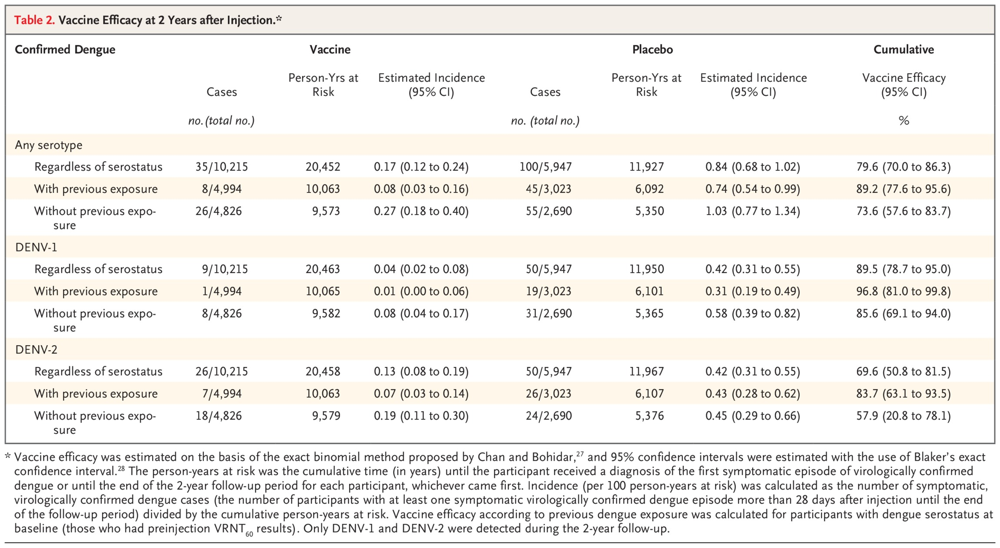 Table 2. Vaccine Efficacy at 2 Years after Injection.*
Confirmed Dengue Vaccine Placebo Cumulative
Cases Person-Yrs at Risk Estimated Incidence (95% CI) Cases Person-Yrs at Risk Estimated Incidence (95% CI) Vaccine Efficacy (95% CI)
no. (total no.) no. (total no.) %
Any serotype
Regardless of serostatus 35/10,215 20,452 0.17 (0.12 to 0.24) 100/5,947 11,927 0.84 (0.68 to 1.02) 79.6 (70.0 to 86.3)
With previous exposure 8/4,994 10,063 0.08 (0.03 to 0.16) 45/3,023 6,092 0.74 (0.54 to 0.99) 89.2 (77.6 to 95.6)
Without previous expo- 26/4,826 9,573 0.27 (0.18 to 0.40) 55/2,690 5,350 1.03 (0.77 to 1.34) 73.6 (57.6 to 83.7)
sure
DENV-1
Regardless of serostatus 9/10,215 20,463 0.04 (0.02 to 0.08) 50/5,947 11,950 0.42 (0.31 to 0.55) 89.5 (78.7 to 95.0)
With previous exposure 1/4,994 10,065 0.01 (0.00 to 0.06) 19/3,023 6,101 0.31 (0.19 to 0.49) 96.8 (81.0 to 99.8)
Without previous expo- 8/4,826 9,582 0.08 (0.04 to 0.17) 31/2,690 5,365 0.58 (0.39 to 0.82) 85.6 (69.1 to 94.0)
sure
DENV-2
Regardless of serostatus 26/10,215 20,458 0.13 (0.08 to 0.19) 50/5,947 11,967 0.42 (0.31 to 0.55) 69.6 (50.8 to 81.5)
With previous exposure 7/4,994 10,063 0.07 (0.03 to 0.14) 26/3,023 6,107 0.43 (0.28 to 0.62) 83.7 (63.1 to 93.5)
Without previous expo- 18/4,826 9,579 0.19 (0.11 to 0.30) 24/2,690 5,376 0.45 (0.29 to 0.66) 57.9 (20.8 to 78.1)
sure
* Vaccine efficacy was estimated on the basis of the exact binomial method proposed by Chan and Bohidar,27 and 95% confidence intervals were estimated with the use of Blaker's exact
confidence interval.28 The person-years at risk was the cumulative time (in years) until the participant received a diagnosis of the first symptomatic episode of virologically confirmed
dengue or until the end of the 2-year follow-up period for each participant, whichever came first. Incidence (per 100 person-years at risk) was calculated as the number of symptomatic,
virologically confirmed dengue cases (the number of participants with at least one symptomatic virologically confirmed dengue episode more than 28 days after injection until the end
of the follow-up period) divided by the cumulative person-years at risk. Vaccine efficacy according to previous dengue exposure was calculated for participants with dengue serostatus at
baseline (those who had preinjection VRNT60 results). Only DENV-1 and DENV-2 were detected during the 2-year follow-up.